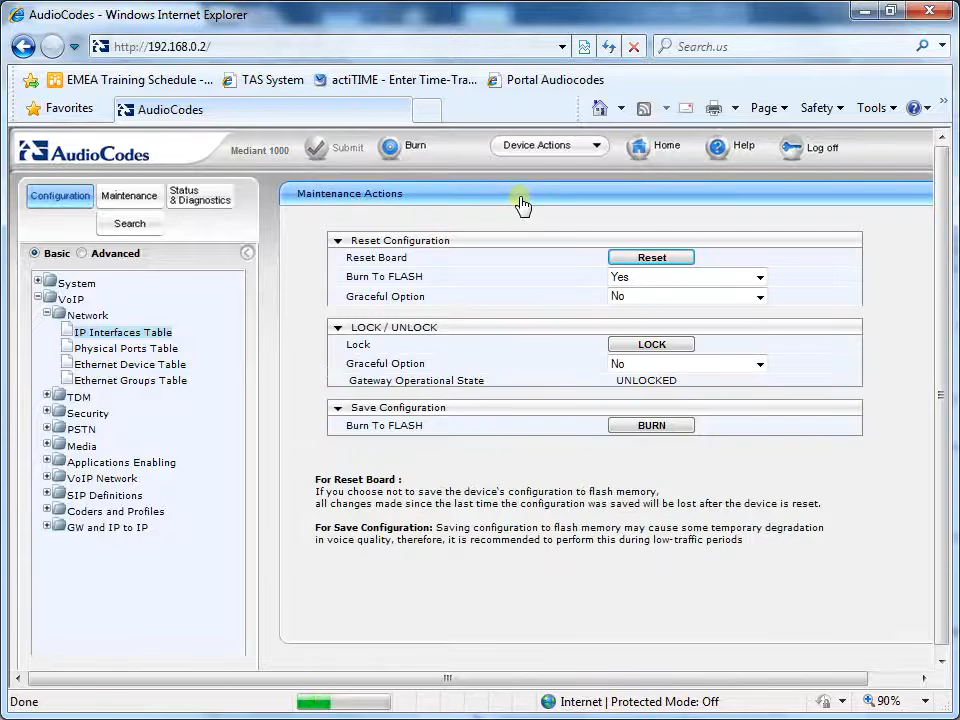 AudioCodes - Windows Internet Explorer
http://192.168.0.2/
Search.us
EMEA Training Schedule -...
TAS System
actiTIME - Enter Time-Tra...
Portal Audiocodes
Favorites
AudioCodes
Page
Safety
Tools
AudioCodes
Mediant 1000
Submit
Burn
Device Actions
Home
Help
Log off
Configuration
Maintenance
Status & Diagnostics
Search
Basic
Advanced
System
VoIP
Network
IP Interfaces Table
Physical Ports Table
Ethernet Device Table
Ethernet Groups Table
TDM
Security
PSTN
Media
Applications Enabling
VoIP Network
SIP Definitions
Coders and Profiles
GW and IP to IP
Maintenance Actions
Reset Configuration
Reset Board Reset
Burn To FLASH Yes
Graceful Option No
LOCK / UNLOCK
Lock LOCK
Graceful Option No
Gateway Operational State UNLOCKED
Save Configuration
Burn To FLASH BURN
For Reset Board :
If you choose not to save the device's configuration to flash memory,
all changes made since the last time the configuration was saved will be lost after the device is reset.
For Save Configuration: Saving configuration to flash memory may cause some temporary degradation
in voice quality, therefore, it is recommended to perform this during low-traffic periods
Done
Internet | Protected Mode: Off
90%